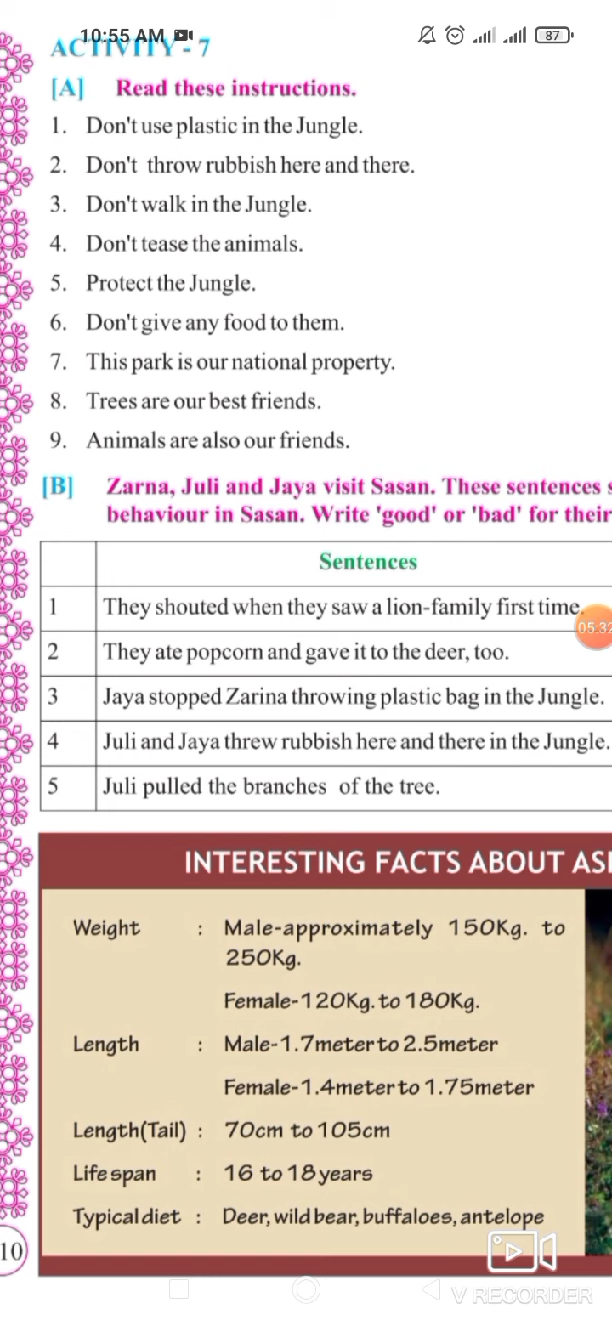 10:55 AM
87
ACTIVITY - 7
[A] Read these instructions.
1. Don't use plastic in the Jungle.
2. Don't throw rubbish here and there.
3. Don't walk in the Jungle.
4. Don't tease the animals.
5. Protect the Jungle.
6. Don't give any food to them.
7. This park is our national property.
8. Trees are our best friends.
9. Animals are also our friends.
[B] Zarna, Juli and Jaya visit Sasan. These sentences
behaviour in Sasan. Write 'good' or 'bad' for their
Sentences
1 They shouted when they saw a lion-family first time.
05:32
2 They ate popcorn and gave it to the deer, too.
3 Jaya stopped Zarina throwing plastic bag in the Jungle.
4 Juli and Jaya threw rubbish here and there in the Jungle.
5 Juli pulled the branches of the tree.
INTERESTING FACTS ABOUT
Weight : Male-approximately 150Kg. to
250Kg.
Female-120Kg. to 180Kg.
Length : Male-1.7meter to 2.5meter
Female-1.4meter to 1.75meter
Length(Tail) : 70cm to 105cm
Life span : 16 to 18 years
Typical diet : Deer, wild bear, buffaloes, antelope
10
V RECORDER